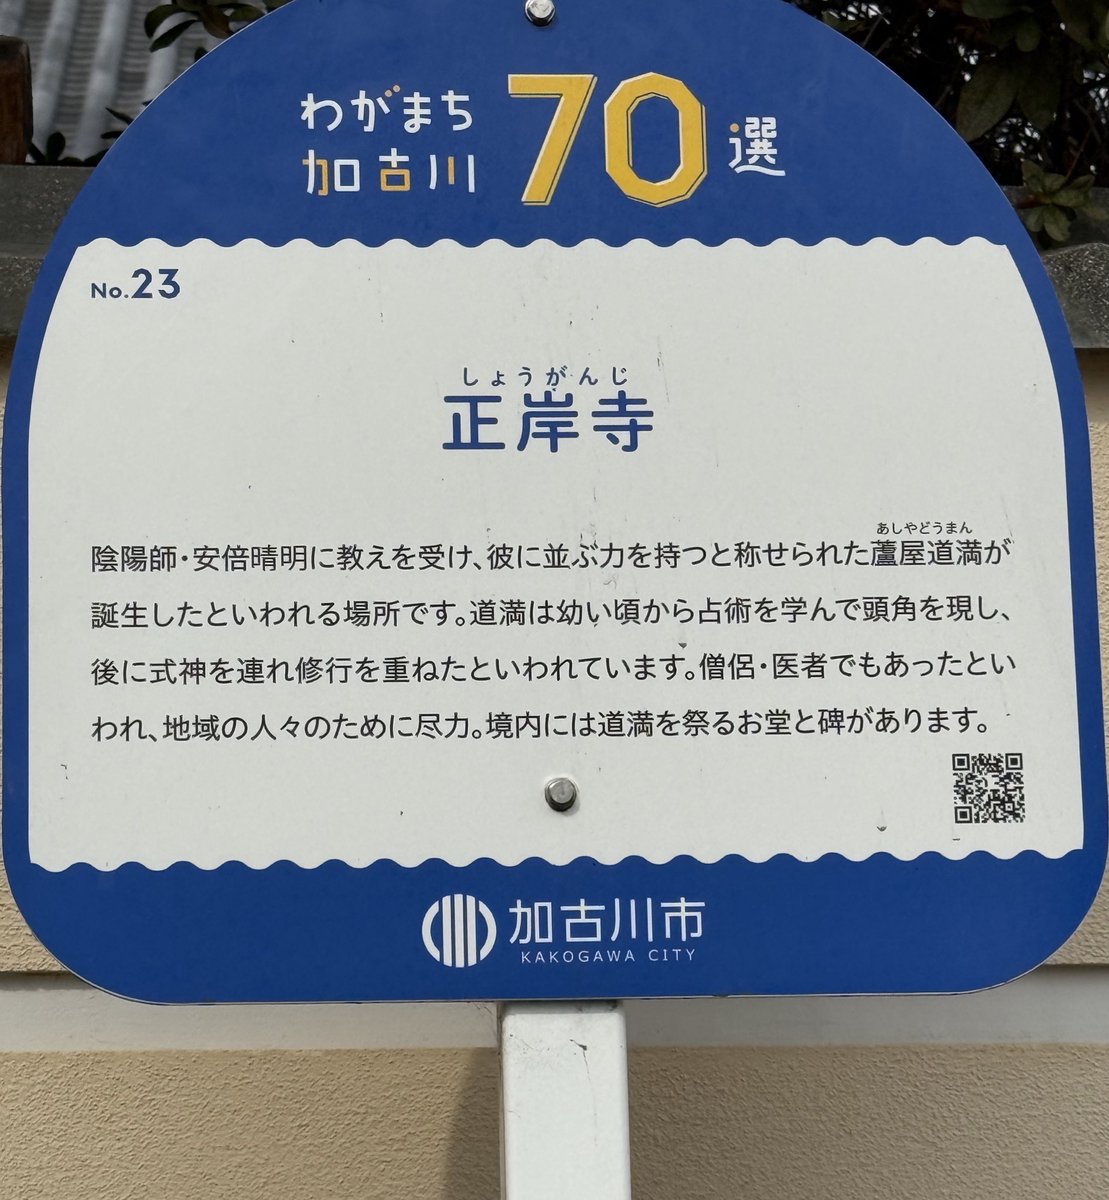 わがまち
加古川
70選
No.23
しょうがんじ
正岸寺
あしやどうまん
陰陽師・安倍晴明に教えを受け、彼に並ぶ力を持つと称せられた蘆屋道満が
誕生したといわれる場所です。道満は幼い頃から占術を学んで頭角を現し、
後に式神を連れ修行を重ねたといわれています。僧侶・医者でもあったとい
われ、地域の人々のために尽力。境内には道満を祭るお堂と碑があります。
加古川市
KAKOGAWA CITY